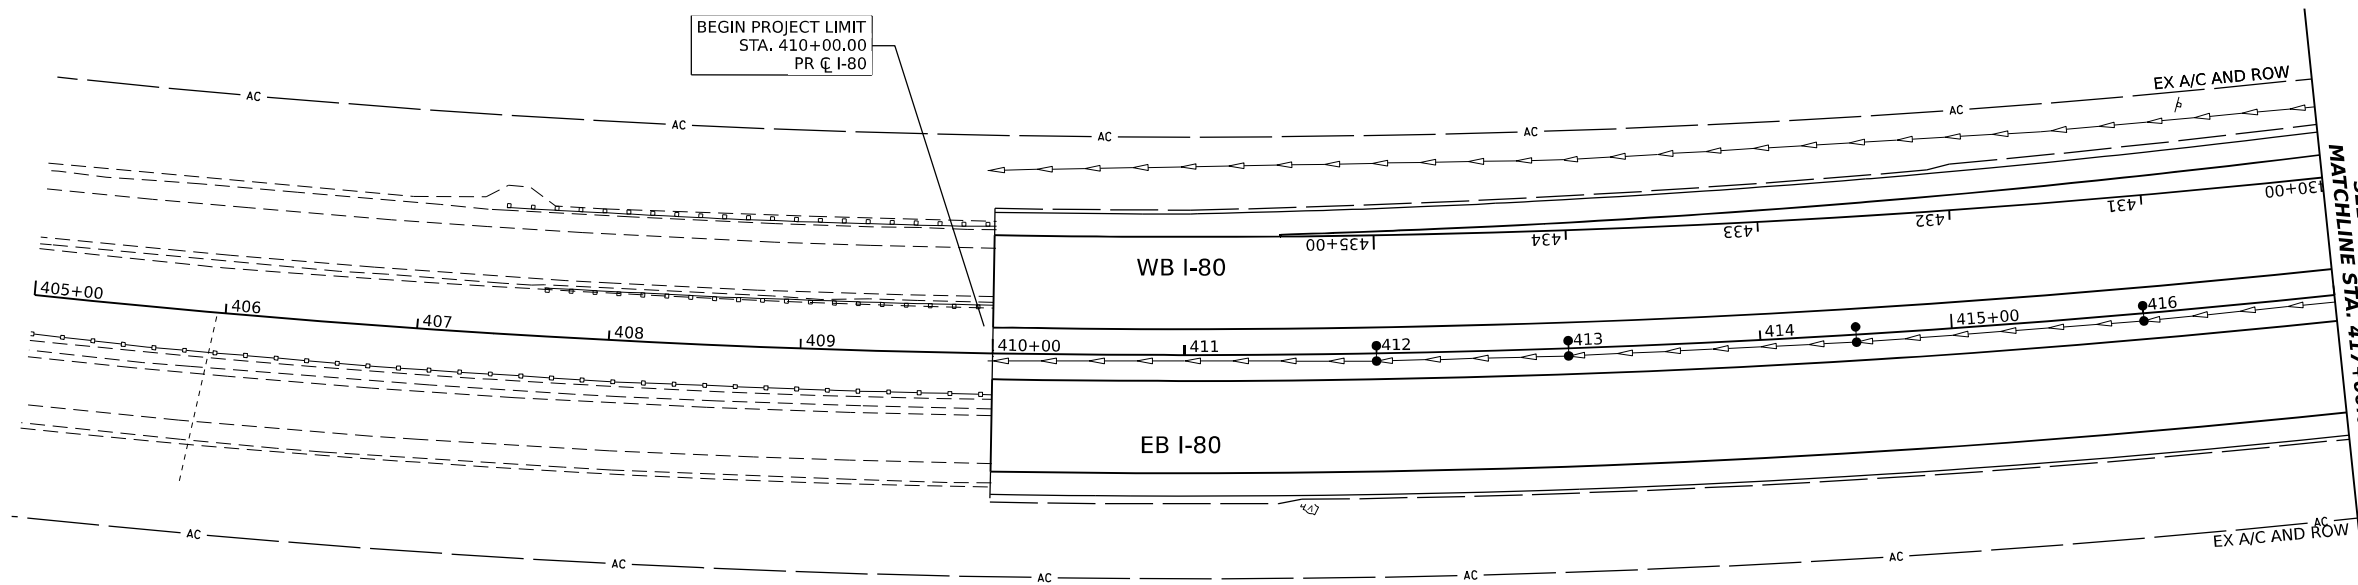 BEGIN PROJECT LIMIT
STA. 410+00.00
PR ℄ I-80
EX A/C AND ROW
AC
AC
AC
AC
AC
430+00
431
432
433
434
435+00
WB I-80
405+00
406
407
408
409
410+00
411
412
413
414
415+00
416
EB I-80
MATCHLINE STA.
AC
AC
AC
AC
AC
AC
EX A/C AND ROW